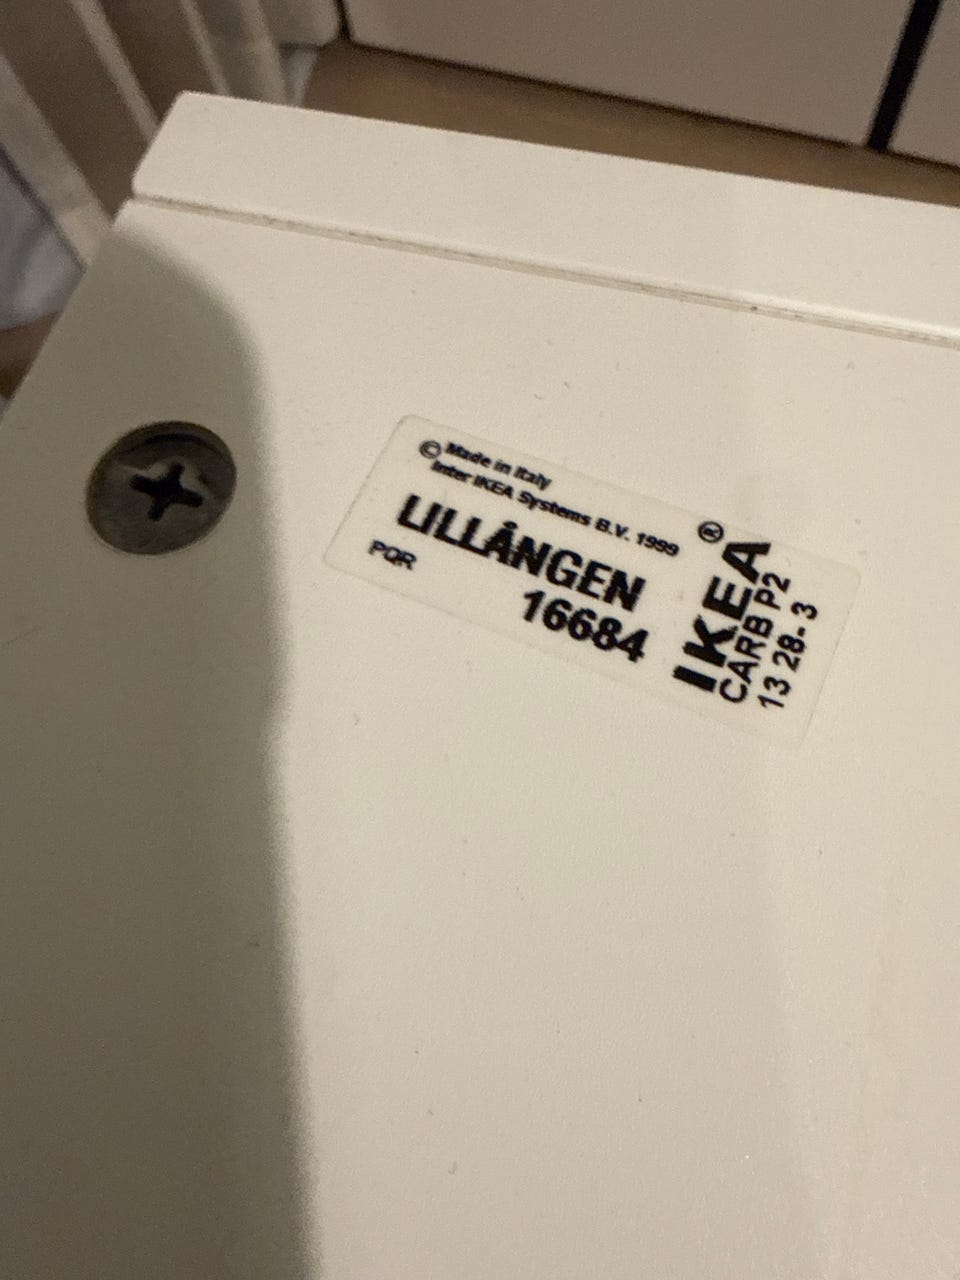 © Made in Italy
Inter IKEA Systems B.V. 1999
LILLÅNGEN
PQR
16684
IKEA®
CARB P2
13 28- 3